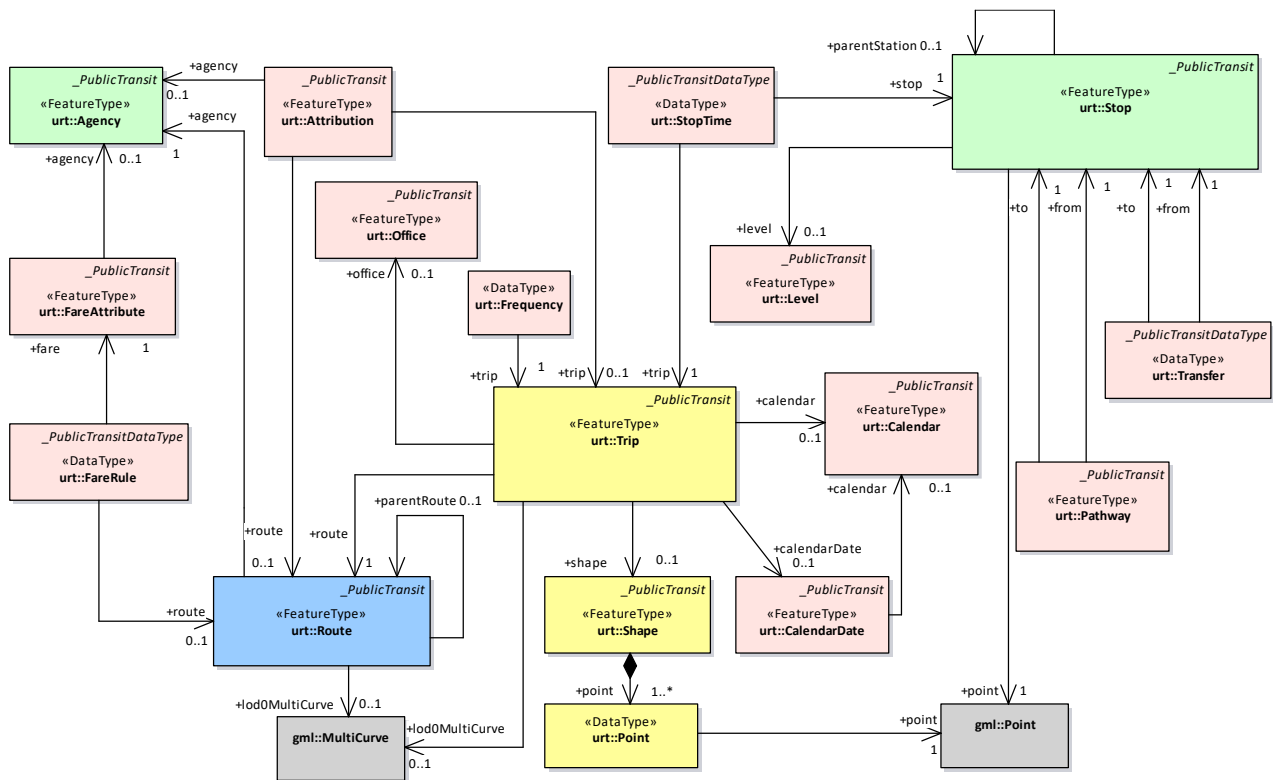 +parentStation 0..1
_PublicTransit
«FeatureType»
urt::Agency
+agency
0..1
_PublicTransit
«FeatureType»
urt::Attribution
_PublicTransitDataType
«DataType»
urt::StopTime
+stop
1
_PublicTransit
«FeatureType»
urt::Stop
+agency
1
+agency
0..1
_PublicTransit
«FeatureType»
urt::Office
+office
0..1
+level
0..1
+to
1
+from
1
+to
1
+from
1
_PublicTransit
«FeatureType»
urt::FareAttribute
+fare
1
«DataType»
urt::Frequency
_PublicTransit
«FeatureType»
urt::Level
_PublicTransitDataType
«DataType»
urt::Transfer
+trip
1
+trip
0..1
+trip
1
_PublicTransit
«FeatureType»
urt::Trip
+calendar
0..1
_PublicTransit
«FeatureType»
urt::Calendar
_PublicTransitDataType
«DataType»
urt::FareRule
+calendar
0..1
_PublicTransit
«FeatureType»
urt::Pathway
+parentRoute 0..1
+route
0..1
+route
1
+shape
0..1
+calendarDate
0..1
+route
0..1
_PublicTransit
«FeatureType»
urt::Route
_PublicTransit
«FeatureType»
urt::Shape
_PublicTransit
«FeatureType»
urt::CalendarDate
+lod0MultiCurve
0..1
+point
1..*
+point
1
gml::MultiCurve
+lod0MultiCurve
0..1
«DataType»
urt::Point
+point
1
gml::Point